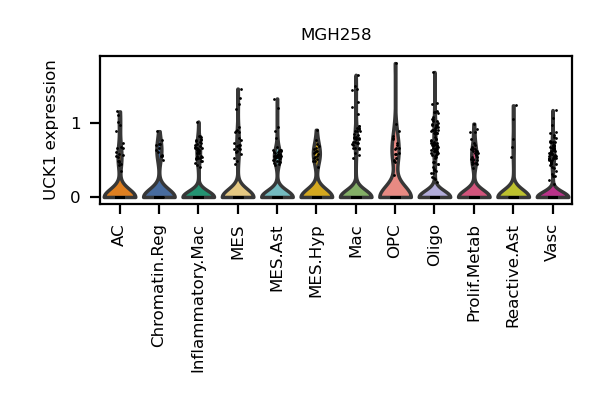 MGH258
UCK1 expression
1
0
AC
Chromatin.Reg
Inflammatory.Mac
MES
MES.Ast
MES.Hyp
Mac
OPC
Oligo
Prolif.Metab
Reactive.Ast
Vasc